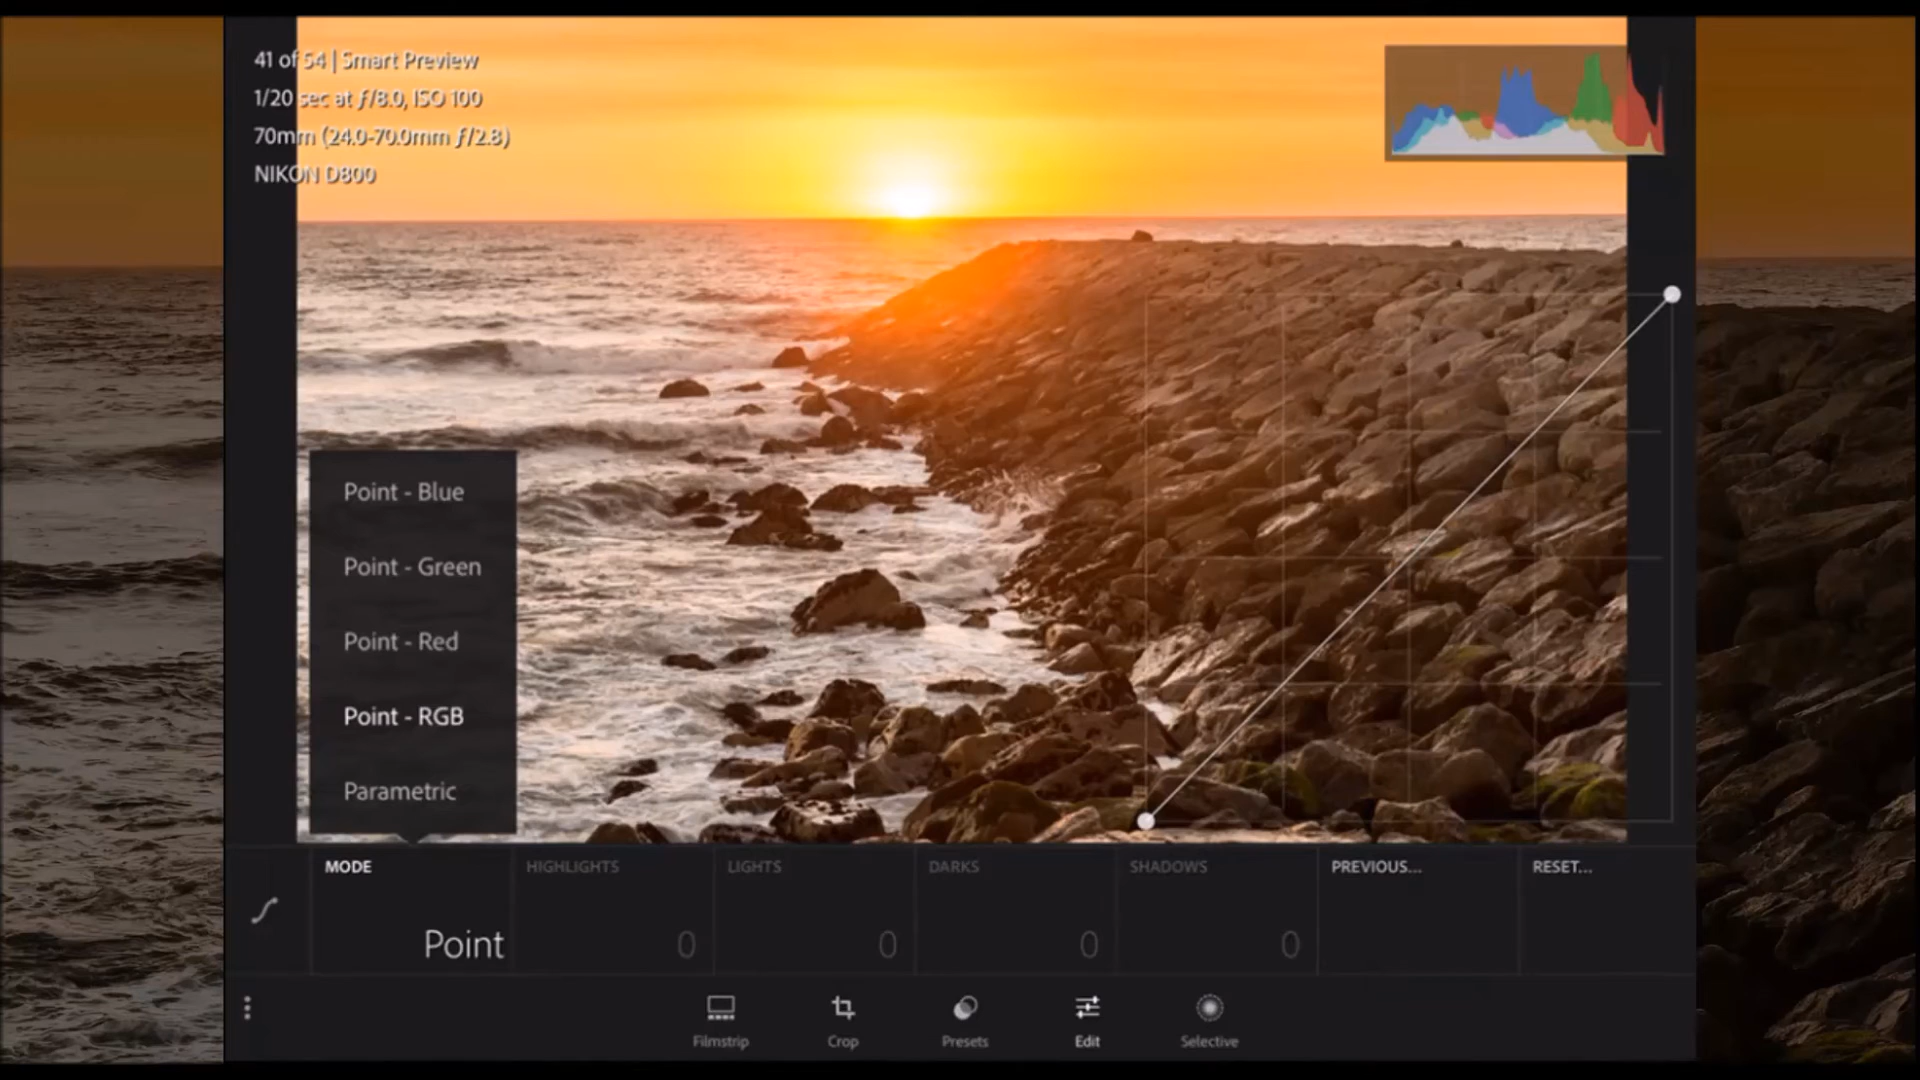 41 of 54 | Smart Preview
1/20 sec at ƒ/8.0, ISO 100
70mm (24.0-70.0mm ƒ/2.8)
NIKON D800
Point - Blue
Point - Green
Point - Red
Point - RGB
Parametric
MODE
Point
HIGHLIGHTS
0
LIGHTS
0
DARKS
0
SHADOWS
0
PREVIOUS...
RESET...
Filmstrip
Crop
Presets
Edit
Selective